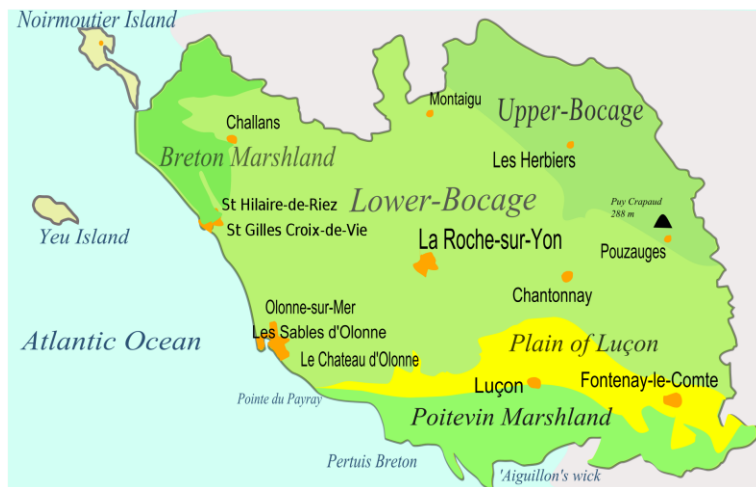 Noirmoutier Island
Montaigu
Upper-Bocage
Challans
Breton Marshland
Les Herbiers
Lower-Bocage
Puy Crapaud
288 m
St Hilaire-de-Riez
St Gilles Croix-de-Vie
Yeu Island
La Roche-sur-Yon
Pouzauges
Chantonnay
Olonne-sur-Mer
Les Sables d'Olonne
Atlantic Ocean
Le Chateau d'Olonne
Plain of Luçon
Luçon
Fontenay-le-Comte
Pointe du Payray
Poitevin Marshland
Pertuis Breton
'Aiguillon's wick